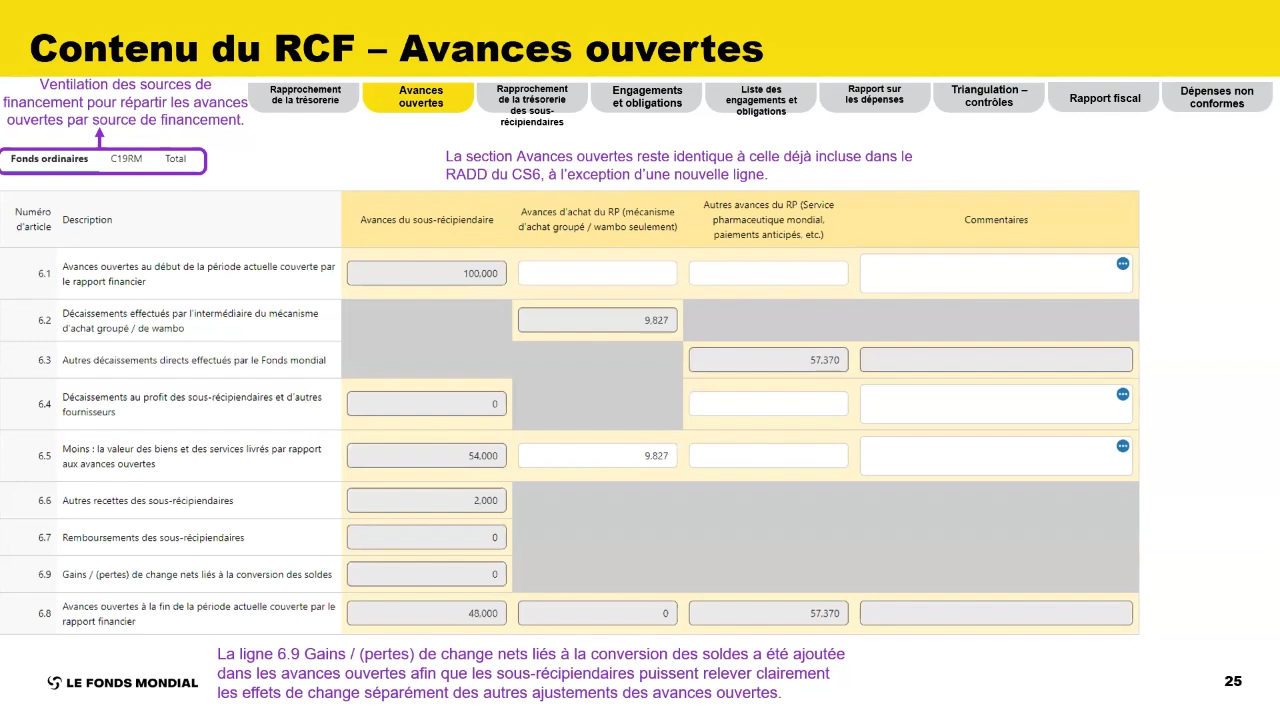 Contenu du RCF – Avances ouvertes
Ventilation des sources de
financement pour répartir les avances
ouvertes par source de financement.
Rapprochement
de la trésorerie
Avances
ouvertes
Rapprochement
de la trésorerie
des sous-
récipiendaires
Engagements
et obligations
Liste des
engagements et
obligations
Rapport sur
les dépenses
Triangulation –
contrôles
Rapport fiscal
Dépenses non
conformes
Fonds ordinaires C19RM Total
La section Avances ouvertes reste identique à celle déjà incluse dans le
RADD du CS6, à l'exception d'une nouvelle ligne.
Numéro
d'article
Description
Avances du sous-récipiendaire
Avances d'achat du RP (mécanisme
d'achat groupé / wambo seulement)
Autres avances du RP (Service
pharmaceutique mondial,
paiements anticipés, etc.)
Commentaires
6.1
Avances ouvertes au début de la période actuelle couverte par
le rapport financier
100,000
6.2
Décaissements effectués par l'intermédiaire du mécanisme
d'achat groupé / de wambo
9,827
6.3
Autres décaissements directs effectués par le Fonds mondial
57,370
6.4
Décaissements au profit des sous-récipiendaires et d'autres
fournisseurs
0
6.5
Moins : la valeur des biens et des services livrés par rapport
aux avances ouvertes
54,000
9,827
6.6
Autres recettes des sous-récipiendaires
2,000
6.7
Remboursements des sous-récipiendaires
0
6.9
Gains / (pertes) de change nets liés à la conversion des soldes
0
6.8
Avances ouvertes à la fin de la période actuelle couverte par le
rapport financier
48,000
0
57,370
La ligne 6.9 Gains / (pertes) de change nets liés à la conversion des soldes a été ajoutée
dans les avances ouvertes afin que les sous-récipiendaires puissent relever clairement
les effets de change séparément des autres ajustements des avances ouvertes.
LE FONDS MONDIAL
25